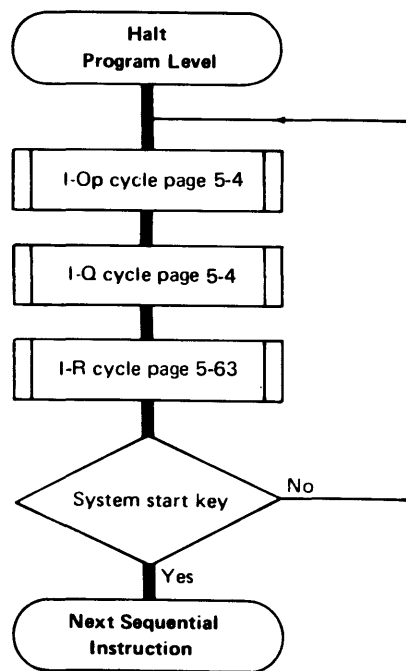 Halt
Program Level
I-Op cycle page 5-4
I-Q cycle page 5-4
I-R cycle page 5-63
System start key
No
Yes
Next Sequential
Instruction